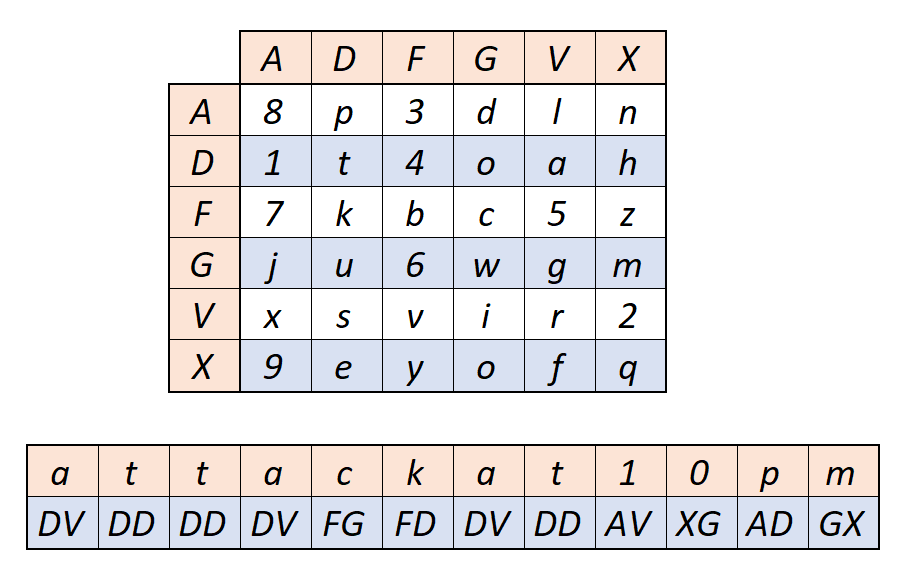 A D F G V X
A 8 p 3 d l n
D 1 t 4 o a h
F 7 k b c 5 z
G j u 6 w g m
V x s v i r 2
X 9 e y o f q
a t t a c k a t 1 0 p m
DV DD DD DV FG FD DV DD AV XG AD GX